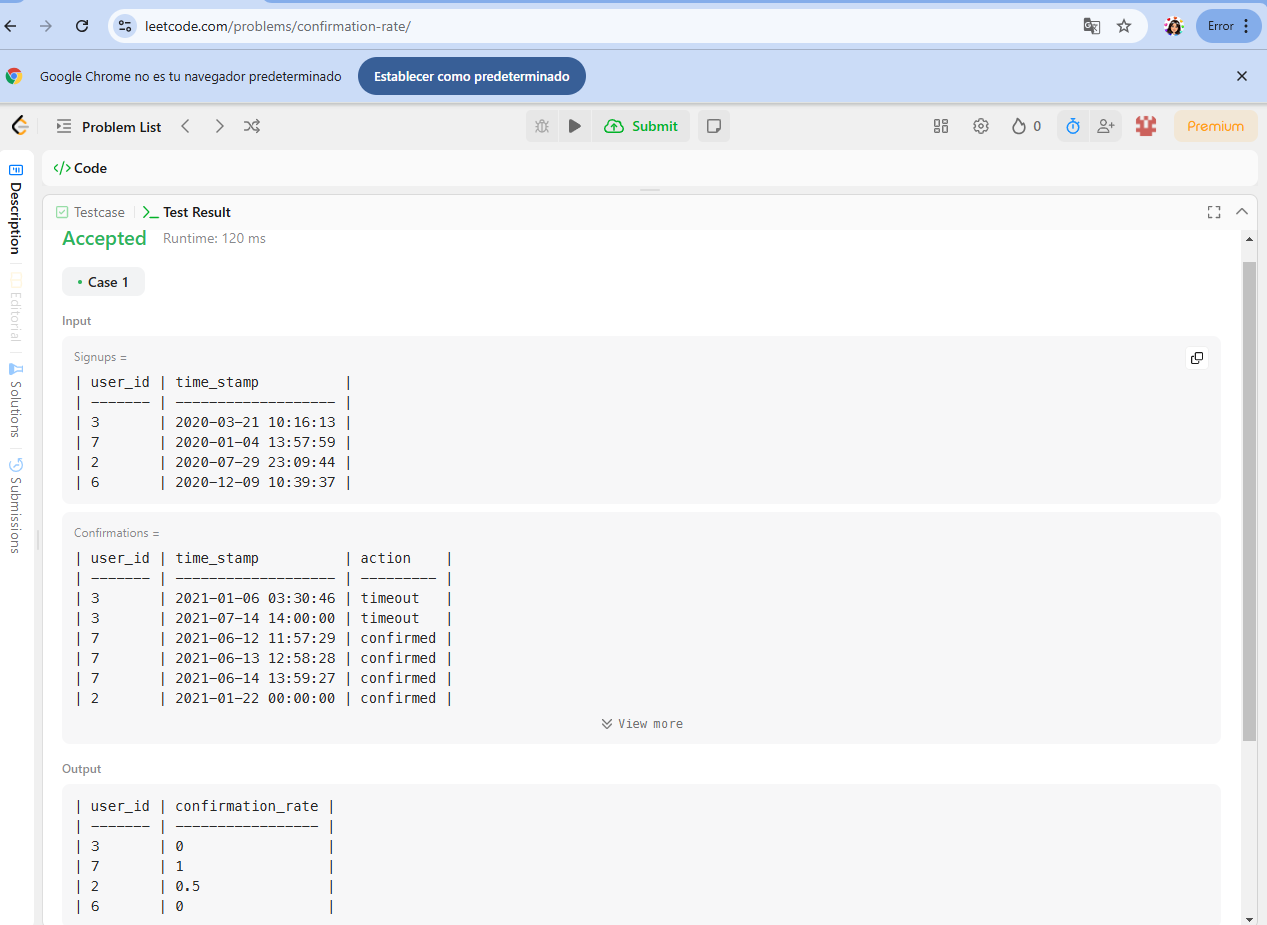 leetcode.com/problems/confirmation-rate/
Error
Google Chrome no es tu navegador predeterminado
Establecer como predeterminado
Problem List
Submit
0
Premium
Description
Editorial
Solutions
Submissions
</> Code
Testcase
Test Result
Accepted Runtime: 120 ms
• Case 1
Input
Signups =
| user_id | time_stamp          |
| ------- | ------------------- |
| 3       | 2020-03-21 10:16:13 |
| 7       | 2020-01-04 13:57:59 |
| 2       | 2020-07-29 23:09:44 |
| 6       | 2020-12-09 10:39:37 |
Confirmations =
| user_id | time_stamp          | action    |
| ------- | ------------------- | --------- |
| 3       | 2021-01-06 03:30:46 | timeout   |
| 3       | 2021-07-14 14:00:00 | timeout   |
| 7       | 2021-06-12 11:57:29 | confirmed |
| 7       | 2021-06-13 12:58:28 | confirmed |
| 7       | 2021-06-14 13:59:27 | confirmed |
| 2       | 2021-01-22 00:00:00 | confirmed |
View more
Output
| user_id | confirmation_rate |
| ------- | ----------------- |
| 3       | 0                 |
| 7       | 1                 |
| 2       | 0.5               |
| 6       | 0                 |